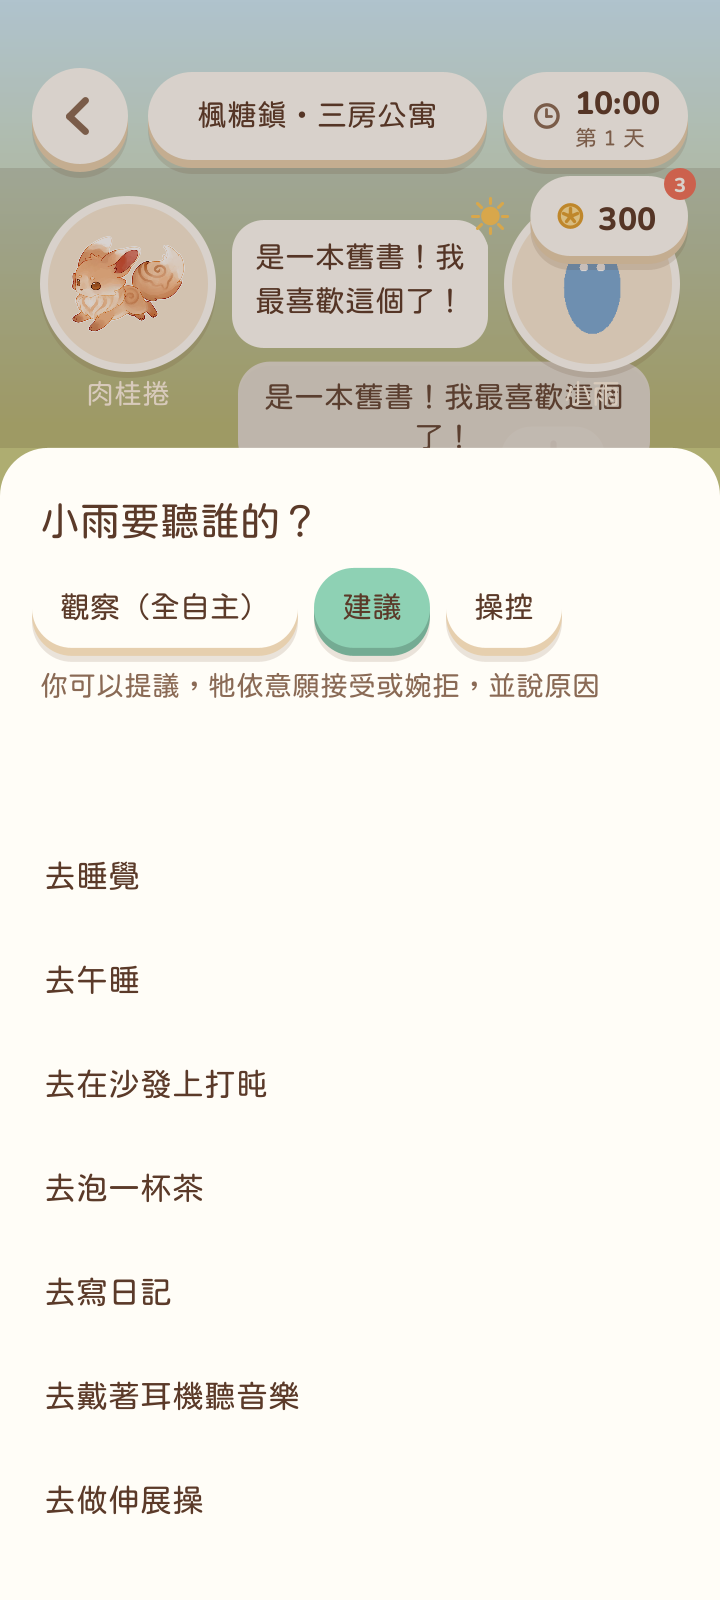 楓糖鎮・三房公寓
10:00
第 1 天
3
300
是一本舊書！我
最喜歡這個了！
肉桂捲
小雨
是一本舊書！我最喜歡這個
了！
小雨要聽誰的？
觀察（全自主）
建議
操控
你可以提議，牠依意願接受或婉拒，並說原因
去睡覺
去午睡
去在沙發上打盹
去泡一杯茶
去寫日記
去戴著耳機聽音樂
去做伸展操